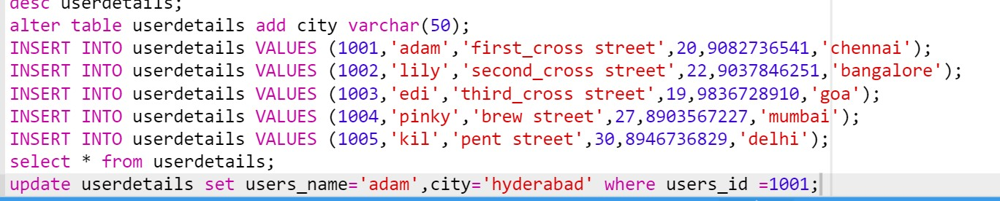 desc userdetails;
alter table userdetails add city varchar(50);
INSERT INTO userdetails VALUES (1001,'adam','first_cross street',20,9082736541,'chennai');
INSERT INTO userdetails VALUES (1002,'lily','second_cross street',22,9037846251,'bangalore');
INSERT INTO userdetails VALUES (1003,'edi','third_cross street',19,9836728910,'goa');
INSERT INTO userdetails VALUES (1004,'pinky','brew street',27,8903567227,'mumbai');
INSERT INTO userdetails VALUES (1005,'kil','pent street',30,8946736829,'delhi');
select * from userdetails;
update userdetails set users_name='adam',city='hyderabad' where users_id =1001;